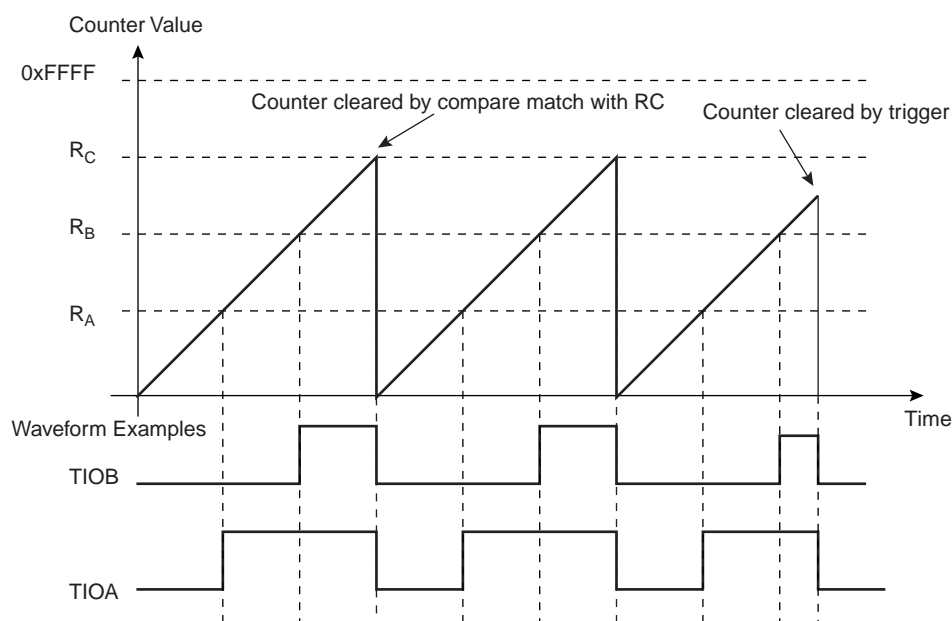 Counter Value
0xFFFF
Counter cleared by compare match with RC
Counter cleared by trigger
RC
RB
RA
Time
Waveform Examples
TIOB
TIOA